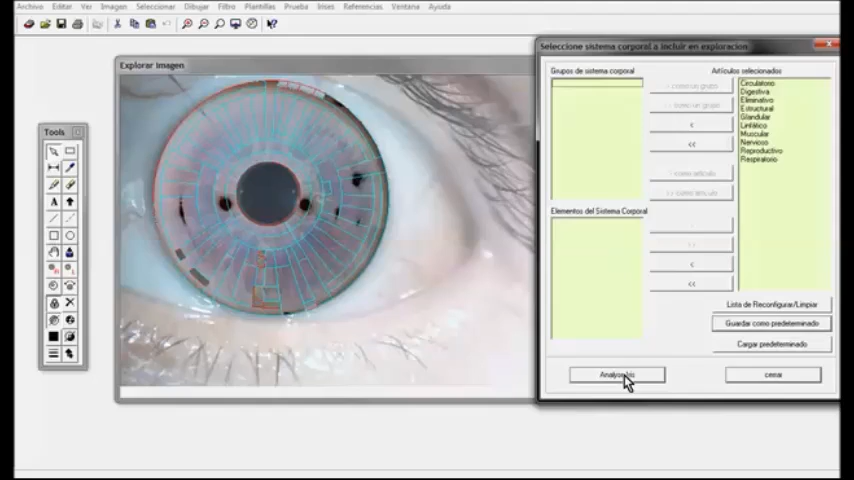 Archivo Editar Ver Imagen Seleccionar Dibujar Filtro Plantillas Prueba Irises Referencias Ventana Ayuda
Seleccione sistema corporal a incluir en exploracion
Explorar Imagen
Grupos de sistema corporal
Artículos selecionados
Circulatorio
Digestiva
Eliminativo
Estructural
Glandular
Linfático
Muscular
Nervioso
Reproductivo
Respiratorio
<
<<
Tools
A
Elementos del Sistema Corporal
<
<<
Lista de Reconfigurar/Limpiar
Guardar como predeterminado
Cargar predeterminado
cerrar